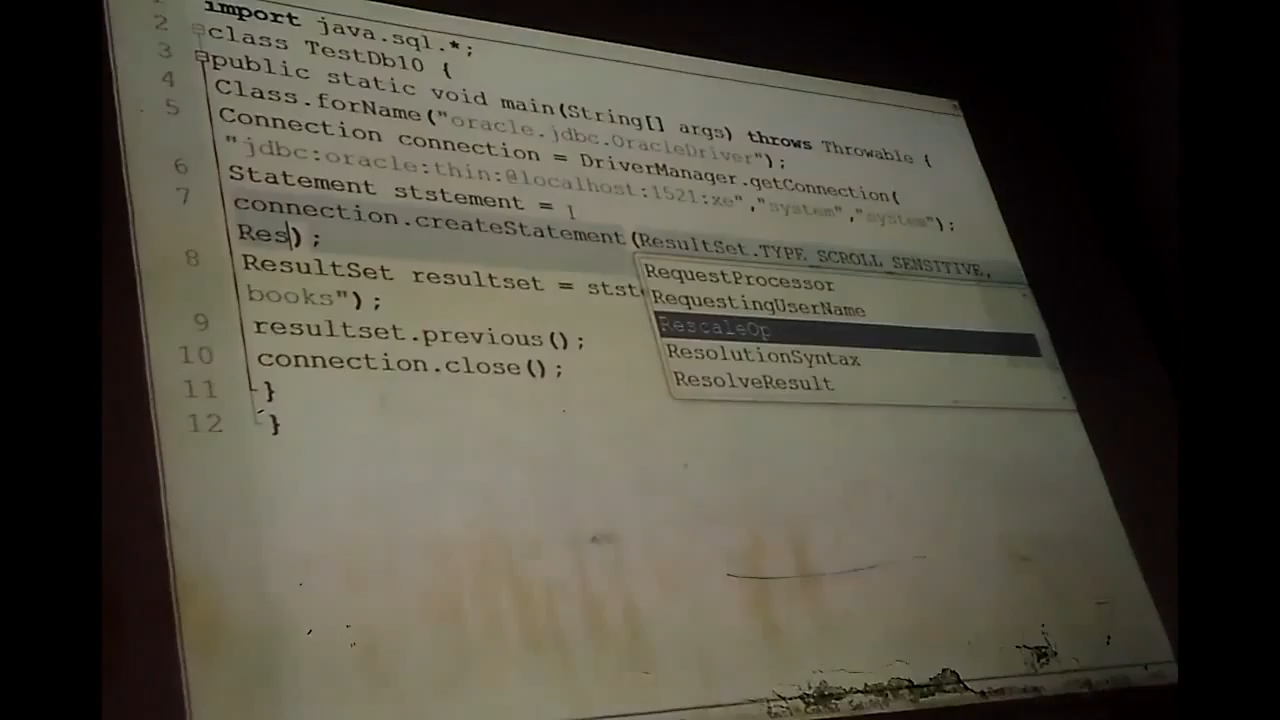 1
import java.sql.*;
2
class TestDb10 {
3
public static void main(String[] args) throws Throwable {
4
Class.forName("oracle.jdbc.OracleDriver");
5
Connection connection = DriverManager.getConnection(
"jdbc:oracle:thin:@localhost:1521:xe","system","system");
6
Statement ststement =
7
connection.createStatement(ResultSet.TYPE_SCROLL_SENSITIVE,
Res);
8
ResultSet resultset = stst
books");
9
resultset.previous();
10
connection.close();
11
}
12
}
RequestProcessor
RequestingUserName
RescaleOp
ResolutionSyntax
ResolveResult